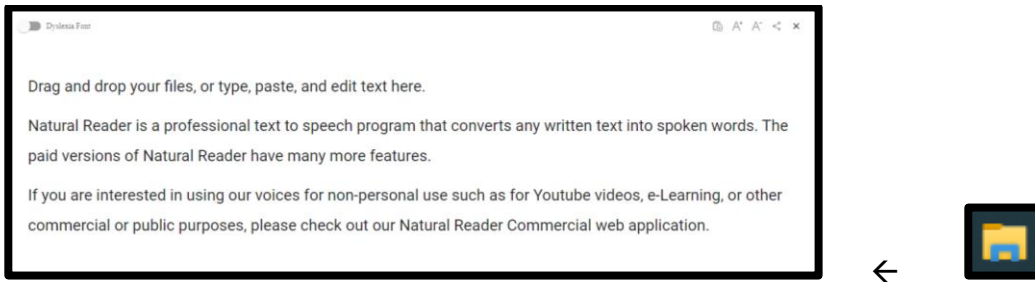 Dyslexia Font A+ A-
Drag and drop your files, or type, paste, and edit text here.
Natural Reader is a professional text to speech program that converts any written text into spoken words. The
paid versions of Natural Reader have many more features.
If you are interested in using our voices for non-personal use such as for Youtube videos, e-Learning, or other
commercial or public purposes, please check out our Natural Reader Commercial web application.